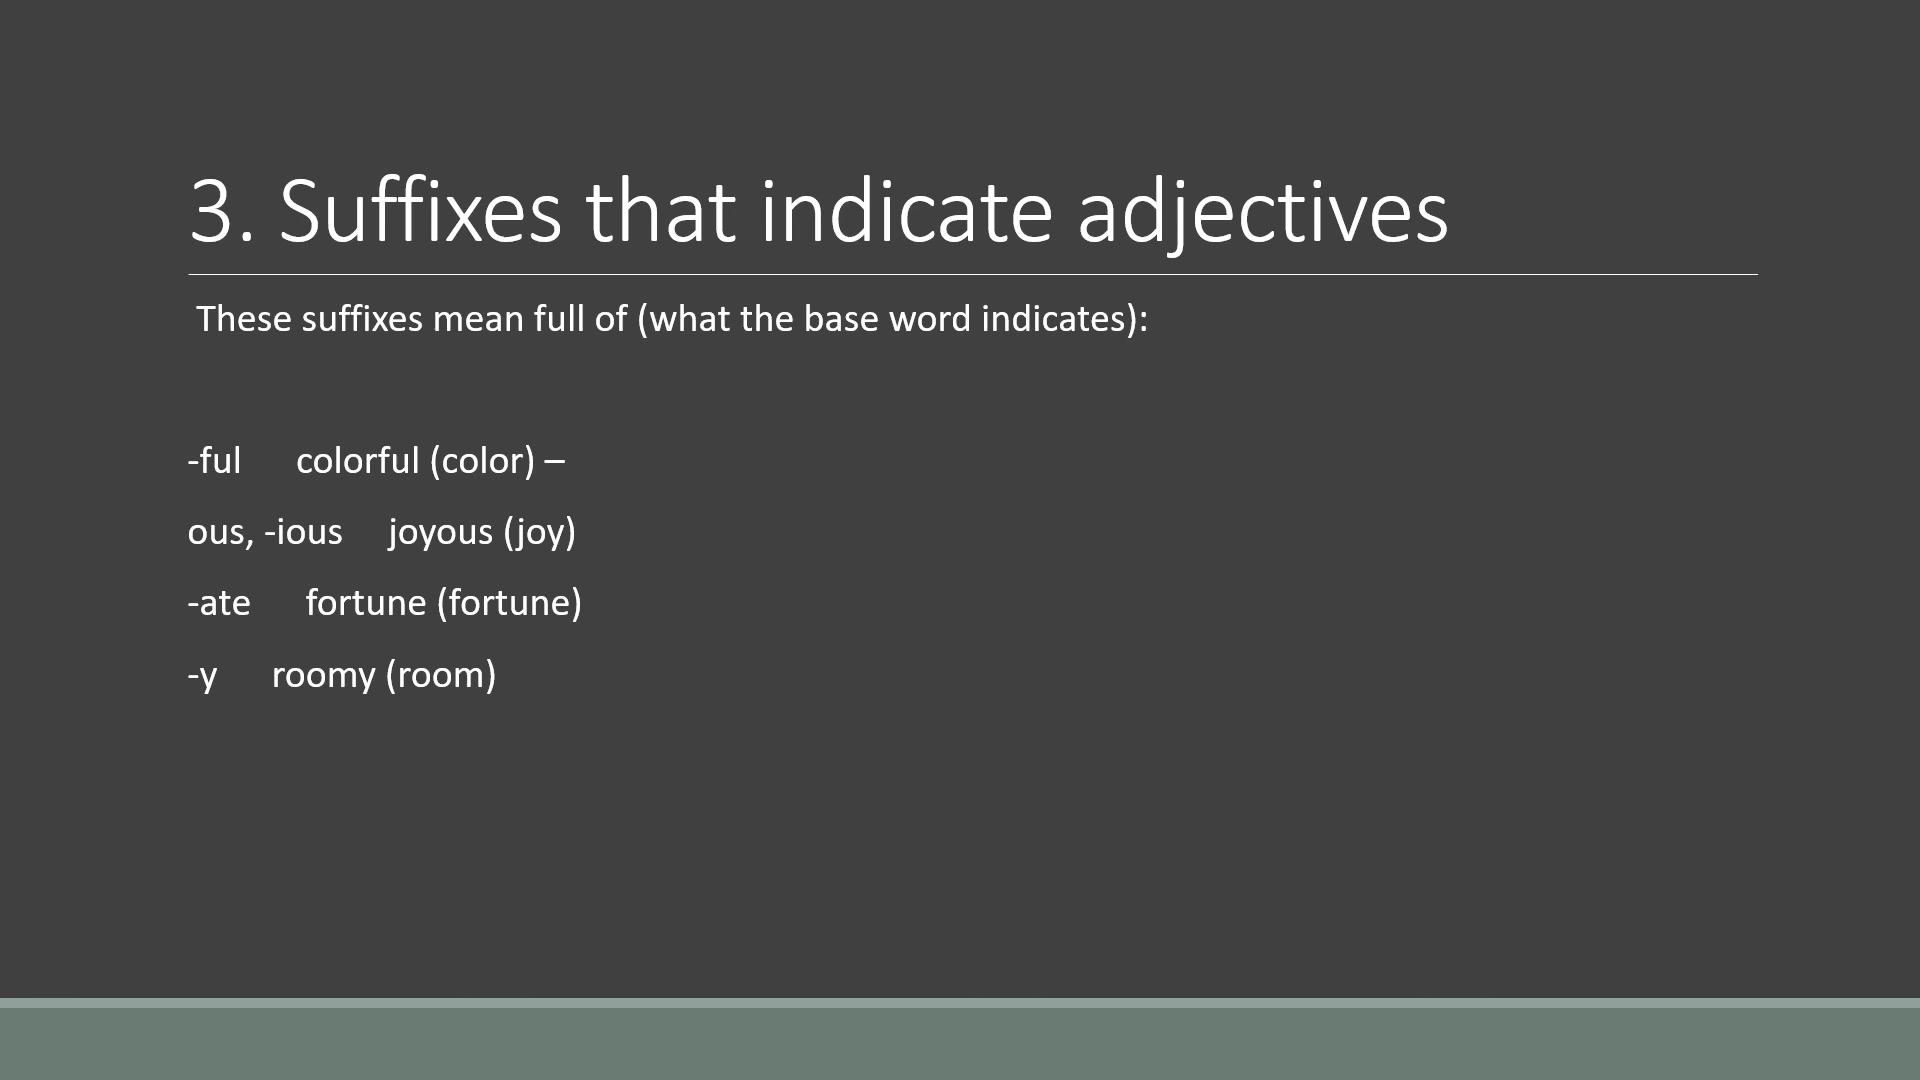 3. Suffixes that indicate adjectives
These suffixes mean full of (what the base word indicates):
-ful colorful (color) –
ous, -ious joyous (joy)
-ate fortune (fortune)
-y roomy (room)